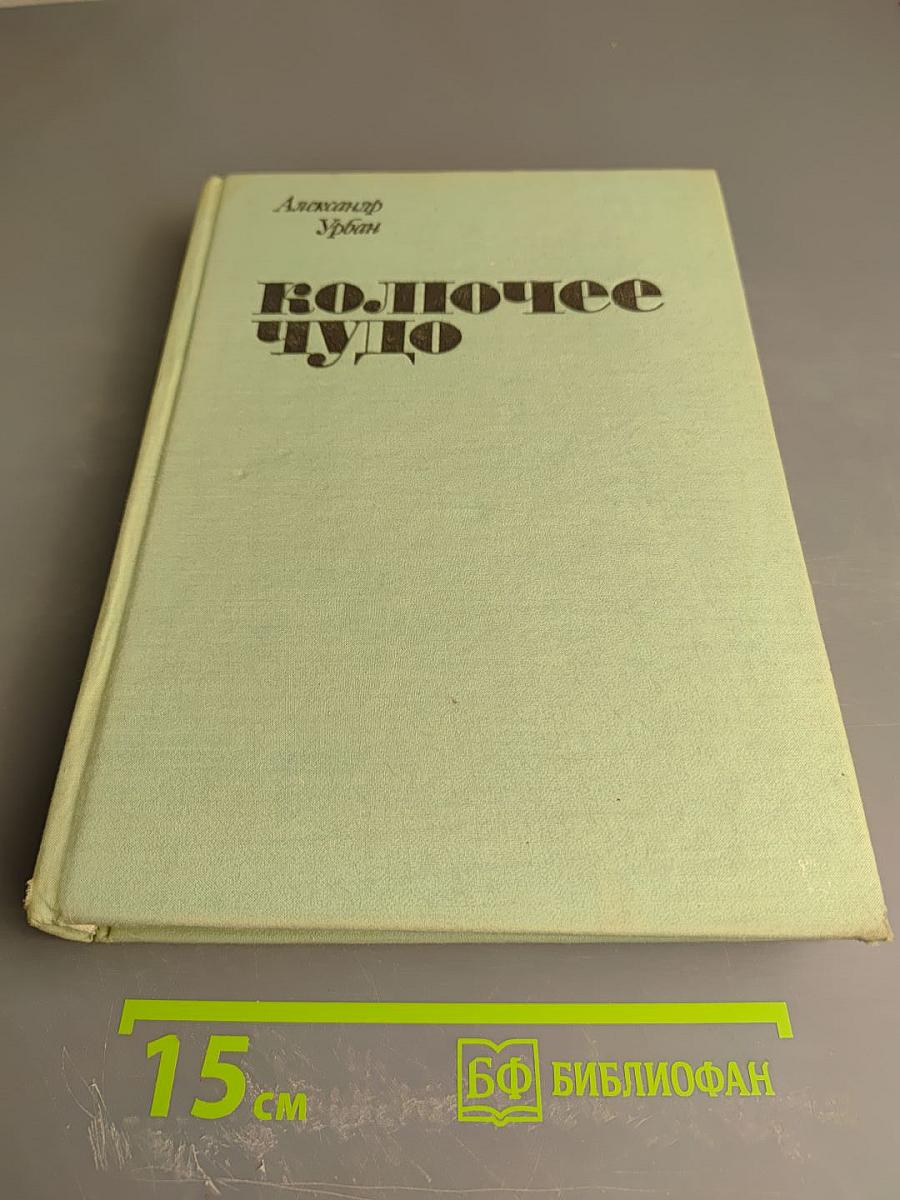 Александр
Урбан
колючее
чудо
15 см
БФ БИБЛИОФАН